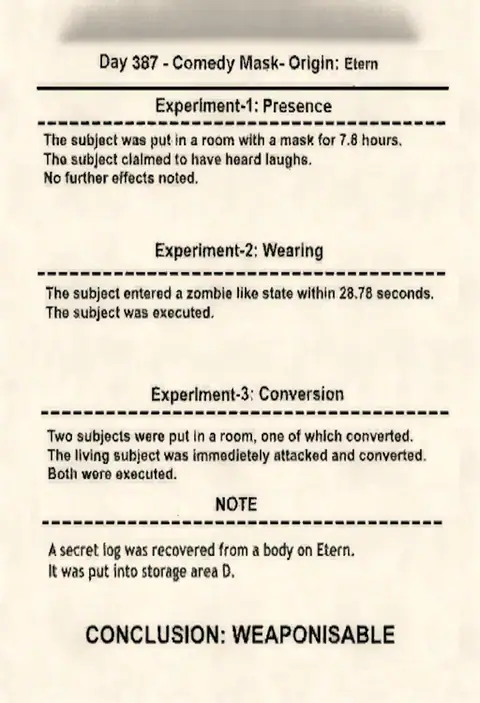 Day 387 - Comedy Mask- Origin: Etern
Experiment-1: Presence
The subject was put in a room with a mask for 7.8 hours.
The subject claimed to have heard laughs.
No further effects noted.
Experiment-2: Wearing
The subject entered a zombie like state within 28.78 seconds.
The subject was executed.
Experiment-3: Conversion
Two subjects were put in a room, one of which converted.
The living subject was immedietely attacked and converted.
Both were executed.
NOTE
A secret log was recovered from a body on Etern.
It was put into storage area D.
CONCLUSION: WEAPONISABLE